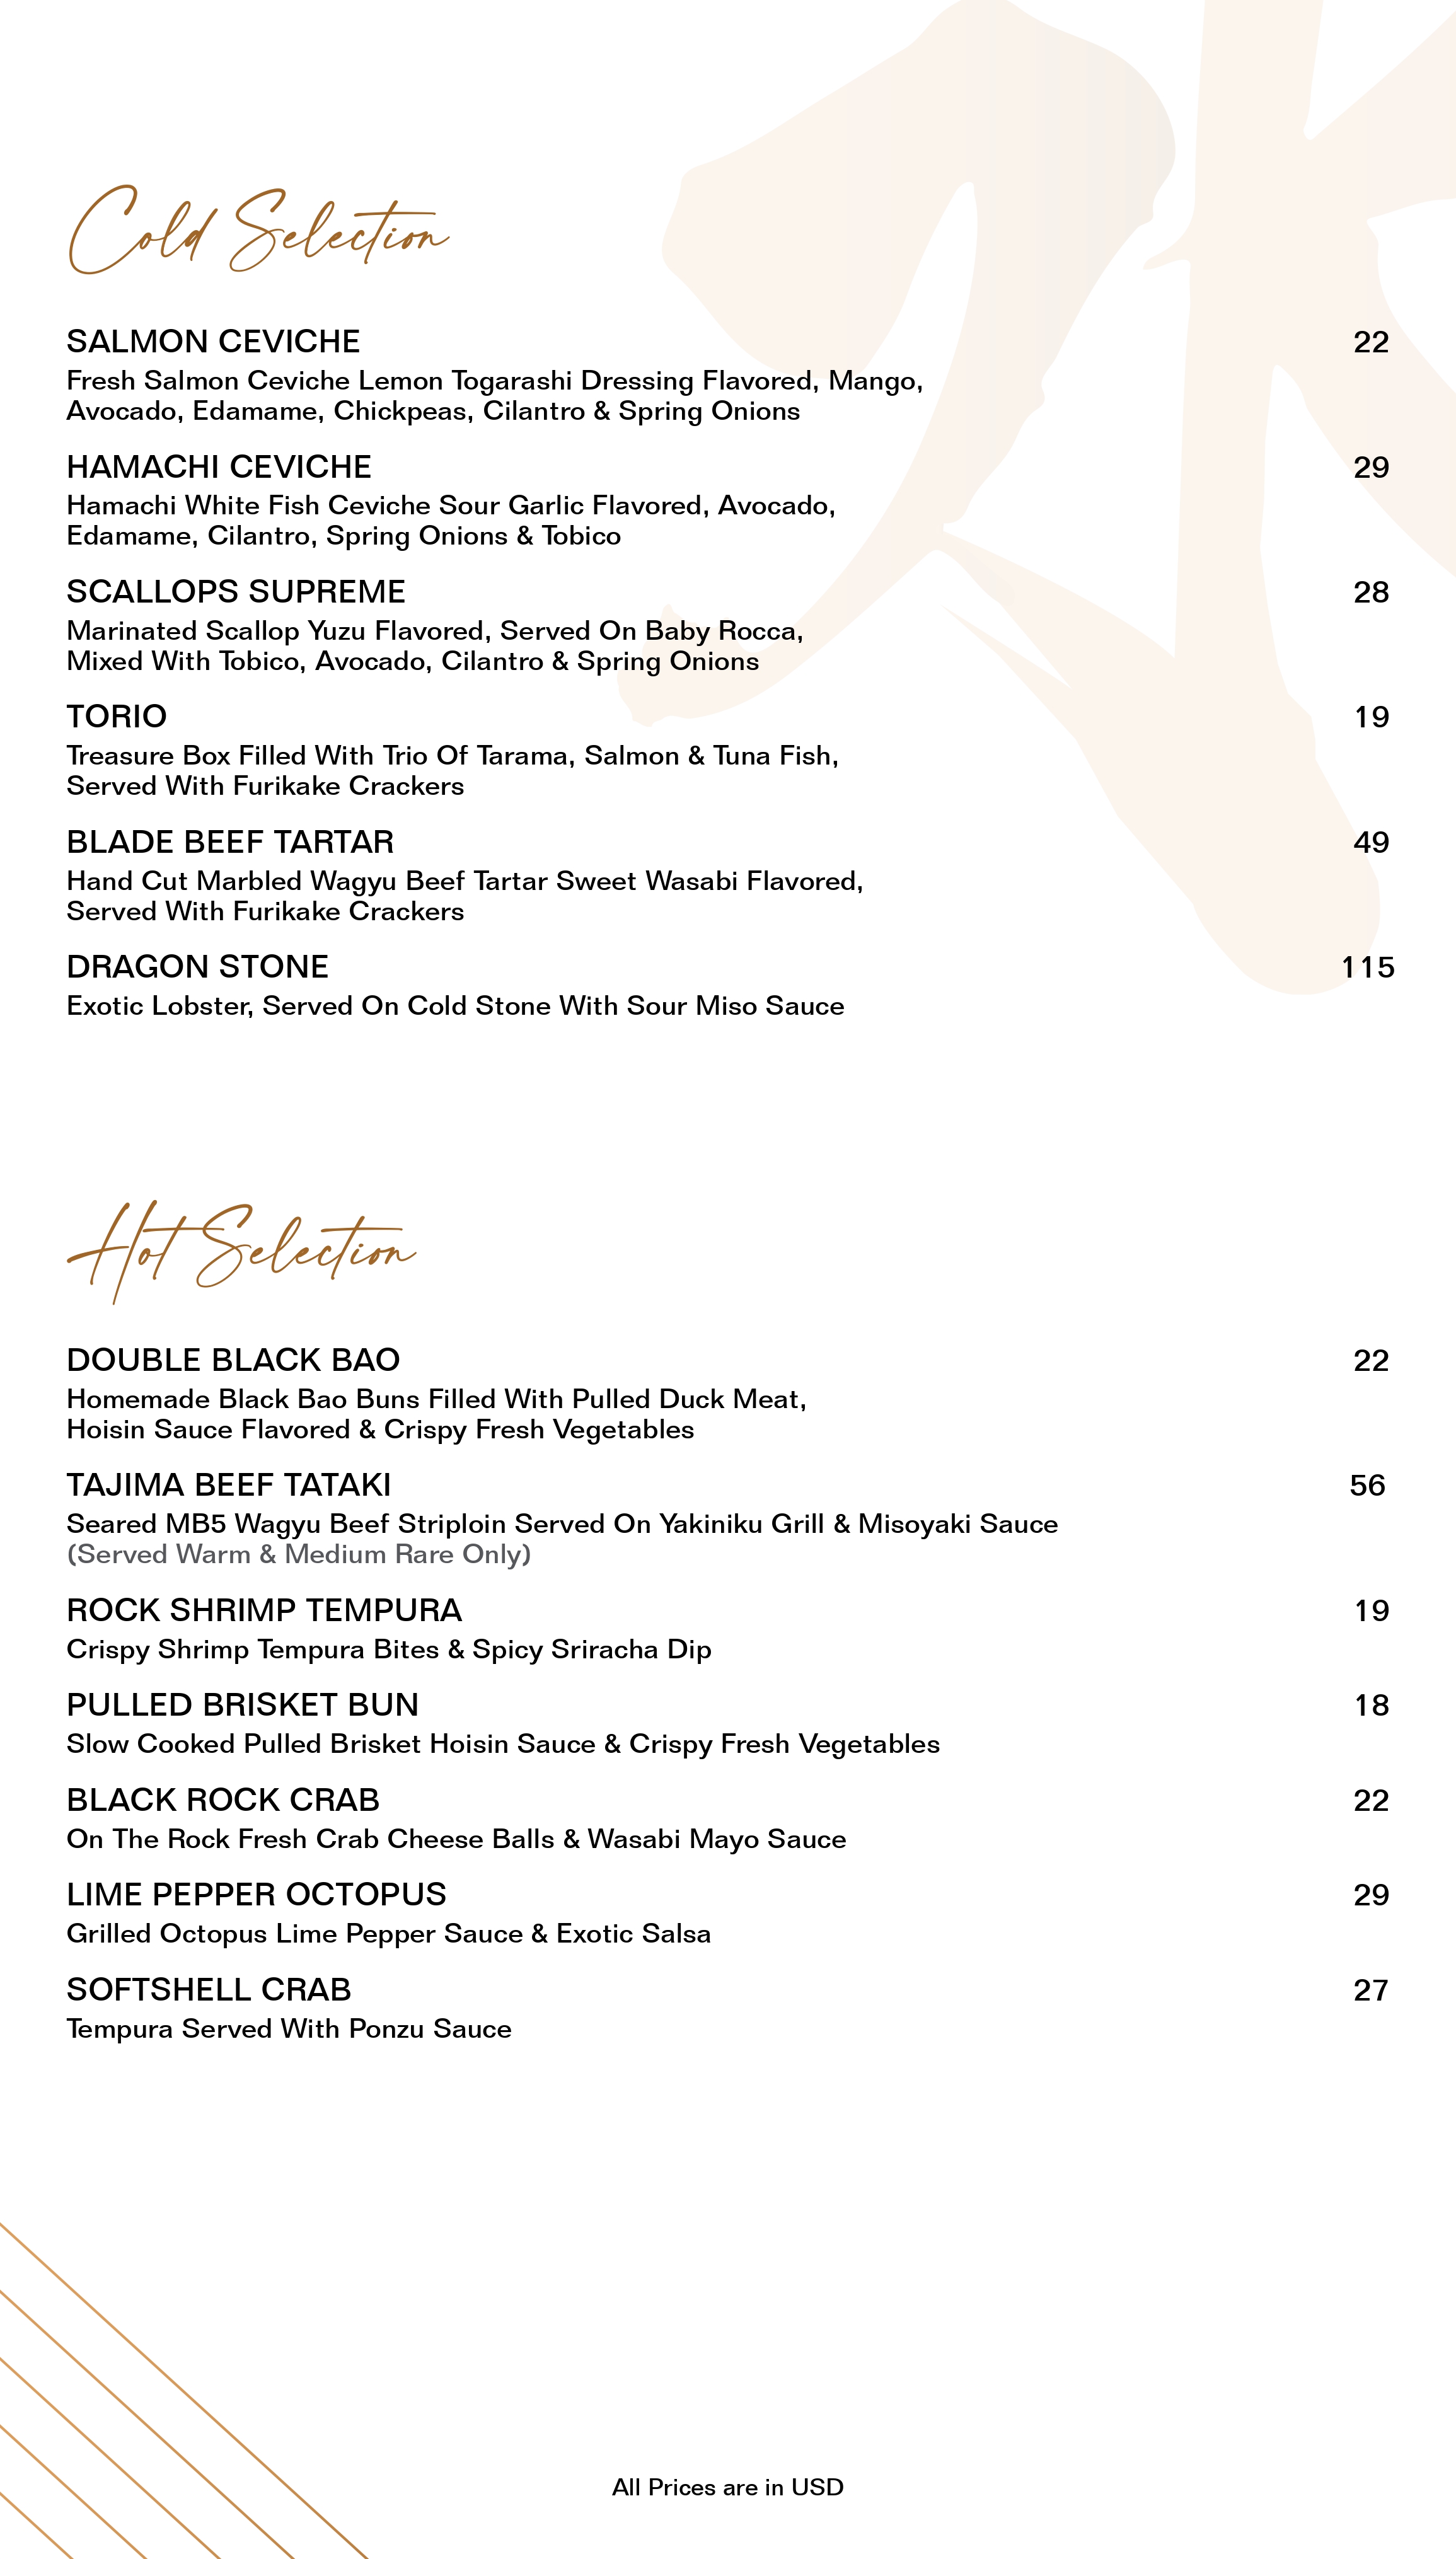 Cold Selection
SALMON CEVICHE 22
Fresh Salmon Ceviche Lemon Togarashi Dressing Flavored, Mango,
Avocado, Edamame, Chickpeas, Cilantro & Spring Onions
HAMACHI CEVICHE 29
Hamachi White Fish Ceviche Sour Garlic Flavored, Avocado,
Edamame, Cilantro, Spring Onions & Tobico
SCALLOPS SUPREME 28
Marinated Scallop Yuzu Flavored, Served On Baby Rocca,
Mixed With Tobico, Avocado, Cilantro & Spring Onions
TORIO 19
Treasure Box Filled With Trio Of Tarama, Salmon & Tuna Fish,
Served With Furikake Crackers
BLADE BEEF TARTAR 49
Hand Cut Marbled Wagyu Beef Tartar Sweet Wasabi Flavored,
Served With Furikake Crackers
DRAGON STONE 115
Exotic Lobster, Served On Cold Stone With Sour Miso Sauce
Hot Selection
DOUBLE BLACK BAO 22
Homemade Black Bao Buns Filled With Pulled Duck Meat,
Hoisin Sauce Flavored & Crispy Fresh Vegetables
TAJIMA BEEF TATAKI 56
Seared MB5 Wagyu Beef Striploin Served On Yakiniku Grill & Misoyaki Sauce
(Served Warm & Medium Rare Only)
ROCK SHRIMP TEMPURA 19
Crispy Shrimp Tempura Bites & Spicy Sriracha Dip
PULLED BRISKET BUN 18
Slow Cooked Pulled Brisket Hoisin Sauce & Crispy Fresh Vegetables
BLACK ROCK CRAB 22
On The Rock Fresh Crab Cheese Balls & Wasabi Mayo Sauce
LIME PEPPER OCTOPUS 29
Grilled Octopus Lime Pepper Sauce & Exotic Salsa
SOFTSHELL CRAB 27
Tempura Served With Ponzu Sauce
All Prices are in USD